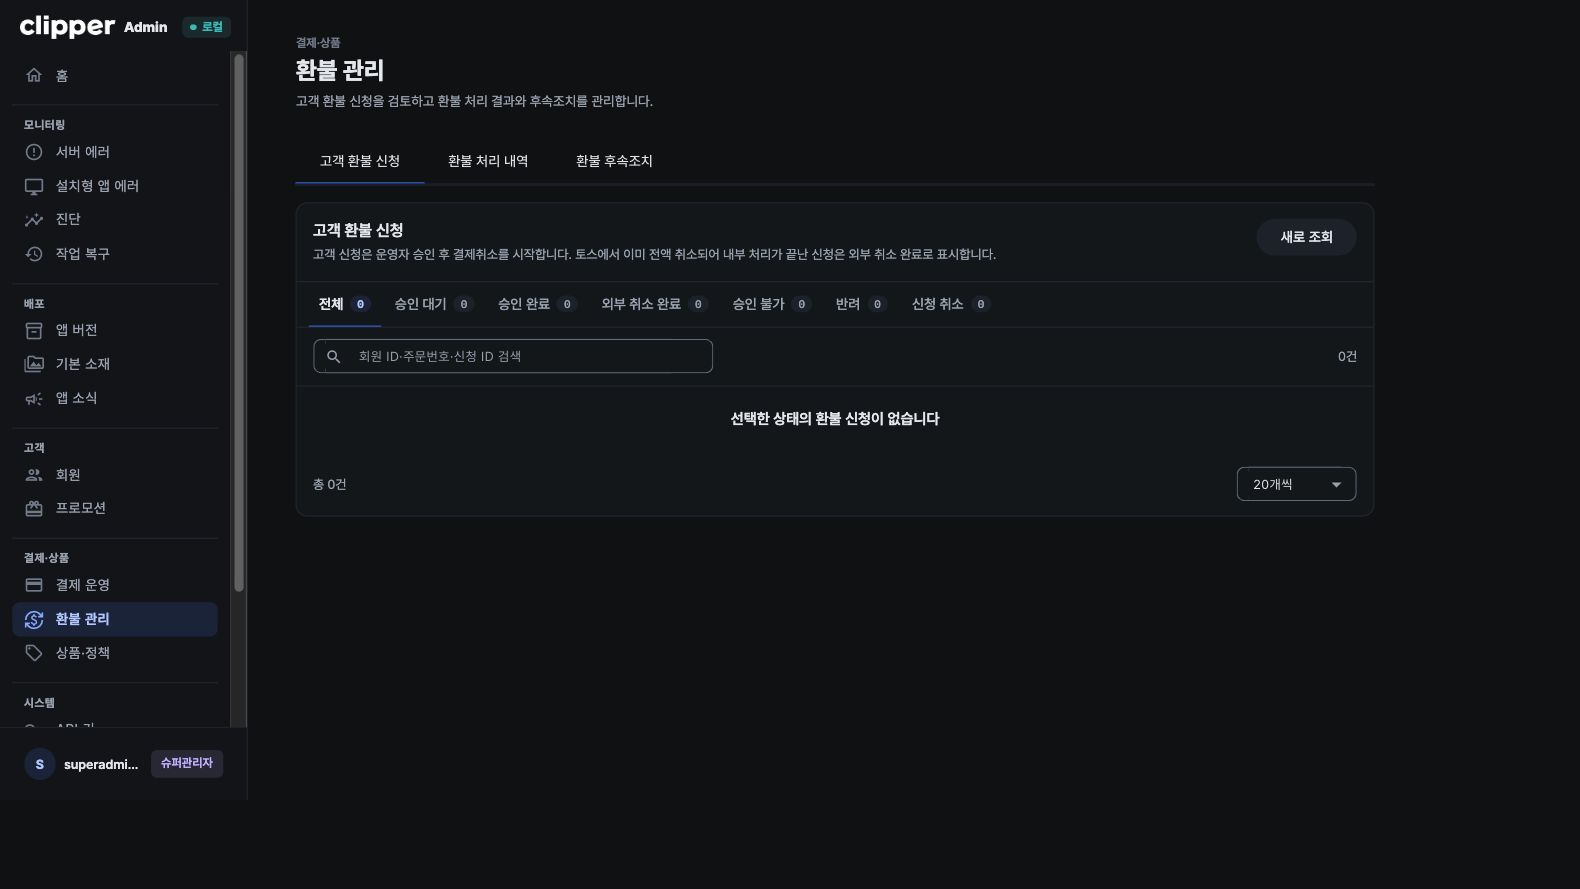 clipper Admin 로컬
홈
모니터링
서버 에러
설치형 앱 에러
진단
작업 복구
배포
앱 버전
기본 소재
앱 소식
고객
회원
프로모션
결제·상품
결제 운영
환불 관리
상품·정책
시스템
S superadmi... 슈퍼관리자
결제·상품
환불 관리
고객 환불 신청을 검토하고 환불 처리 결과와 후속조치를 관리합니다.
고객 환불 신청 환불 처리 내역 환불 후속조치
고객 환불 신청
고객 신청은 운영자 승인 후 결제취소를 시작합니다. 토스에서 이미 전액 취소되어 내부 처리가 끝난 신청은 외부 취소 완료로 표시합니다.
새로 조회
전체 0 승인 대기 0 승인 완료 0 외부 취소 완료 0 승인 불가 0 반려 0 신청 취소 0
회원 ID·주문번호·신청 ID 검색
0건
선택한 상태의 환불 신청이 없습니다
총 0건
20개씩